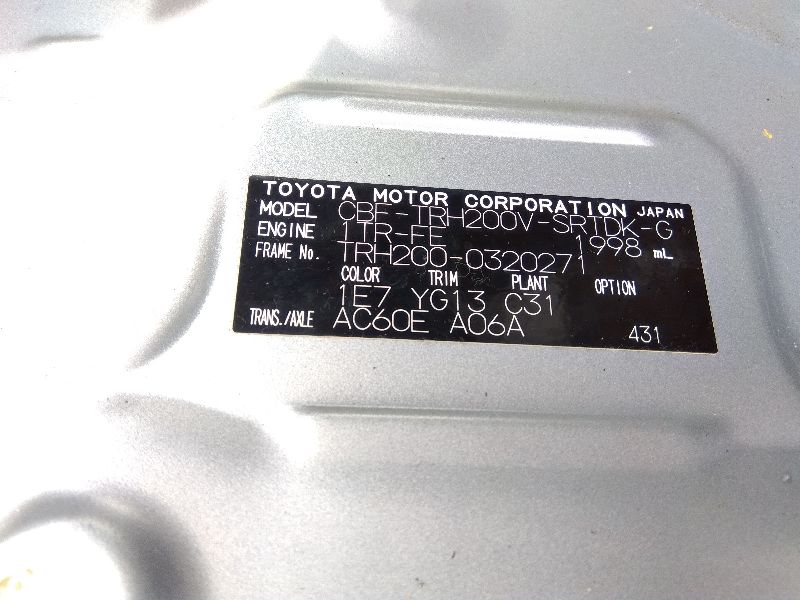 TOYOTA MOTOR CORPORATION JAPAN
MODEL CBF-TRH200V-SRTDK-G
ENGINE 1TR-FE 1998 mL
FRAME No. TRH200-0320271
COLOR TRIM PLANT OPTION
1E7 YG13 C31
TRANS./AXLE AC60E A06A 431